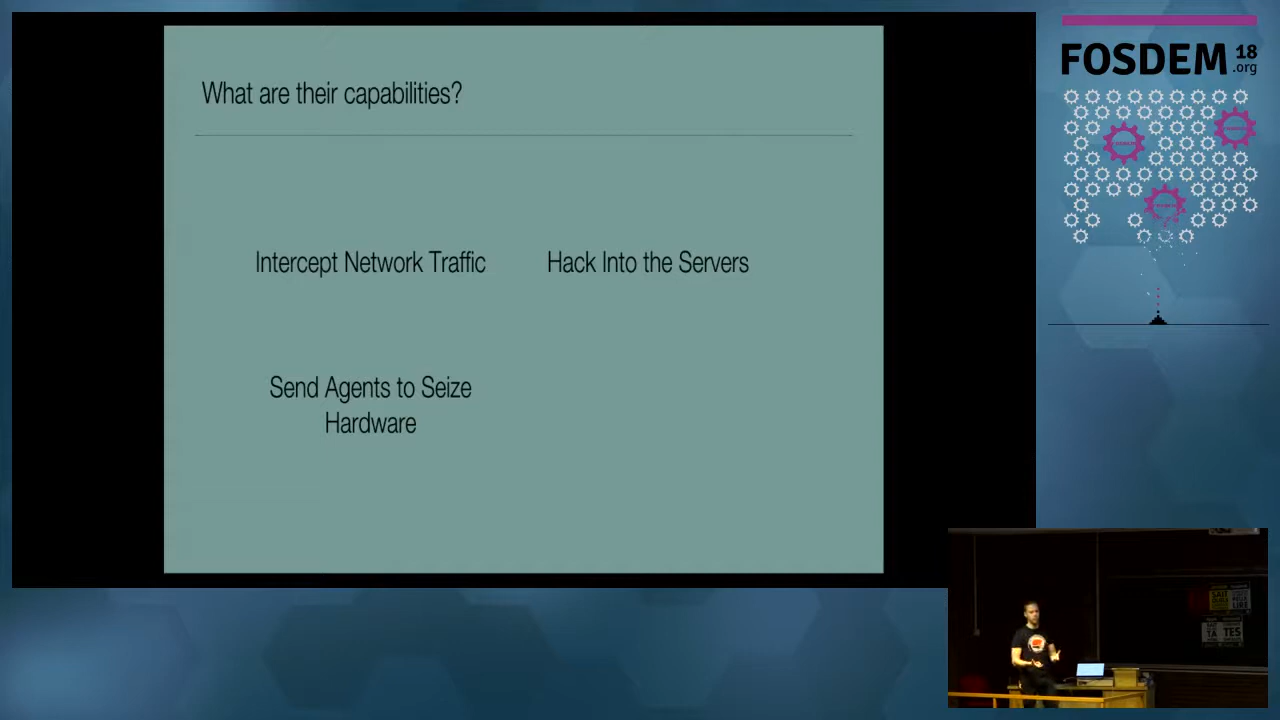 What are their capabilities?
Intercept Network Traffic
Hack Into the Servers
Send Agents to Seize
Hardware
FOSDEM 18
.org